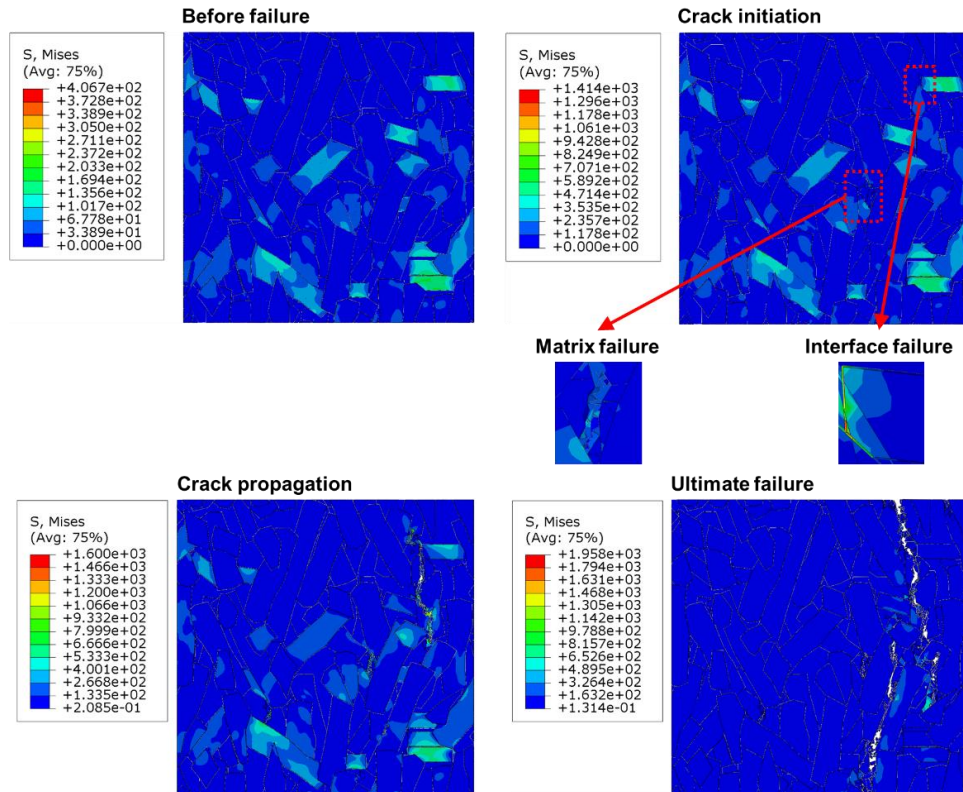 Before failure
S, Mises
(Avg: 75%)
+4.067e+02
+3.728e+02
+3.389e+02
+3.050e+02
+2.711e+02
+2.372e+02
+2.033e+02
+1.694e+02
+1.356e+02
+1.017e+02
+6.778e+01
+3.389e+01
+0.000e+00
Crack initiation
S, Mises
(Avg: 75%)
+1.414e+03
+1.296e+03
+1.178e+03
+1.061e+03
+9.428e+02
+8.249e+02
+7.071e+02
+5.892e+02
+4.714e+02
+3.535e+02
+2.357e+02
+1.178e+02
+0.000e+00
Matrix failure
Interface failure
Crack propagation
S, Mises
(Avg: 75%)
+1.600e+03
+1.466e+03
+1.333e+03
+1.200e+03
+1.066e+03
+9.332e+02
+7.999e+02
+6.666e+02
+5.333e+02
+4.001e+02
+2.668e+02
+1.335e+02
+2.085e-01
Ultimate failure
S, Mises
(Avg: 75%)
+1.958e+03
+1.794e+03
+1.631e+03
+1.468e+03
+1.305e+03
+1.142e+03
+9.788e+02
+8.157e+02
+6.526e+02
+4.895e+02
+3.264e+02
+1.632e+02
+1.314e-01